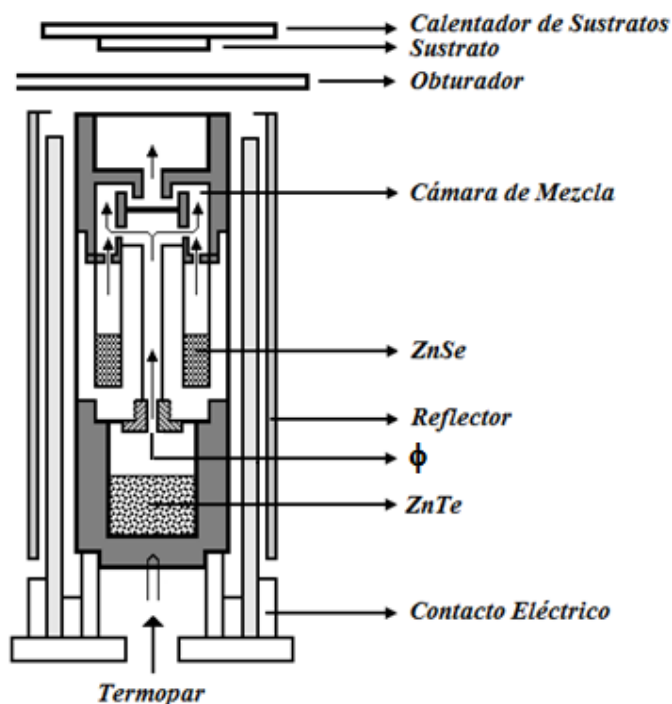 Calentador de Sustratos
Sustrato
Obturador
Cámara de Mezcla
ZnSe
Reflector
ϕ
ZnTe
Contacto Eléctrico
Termopar